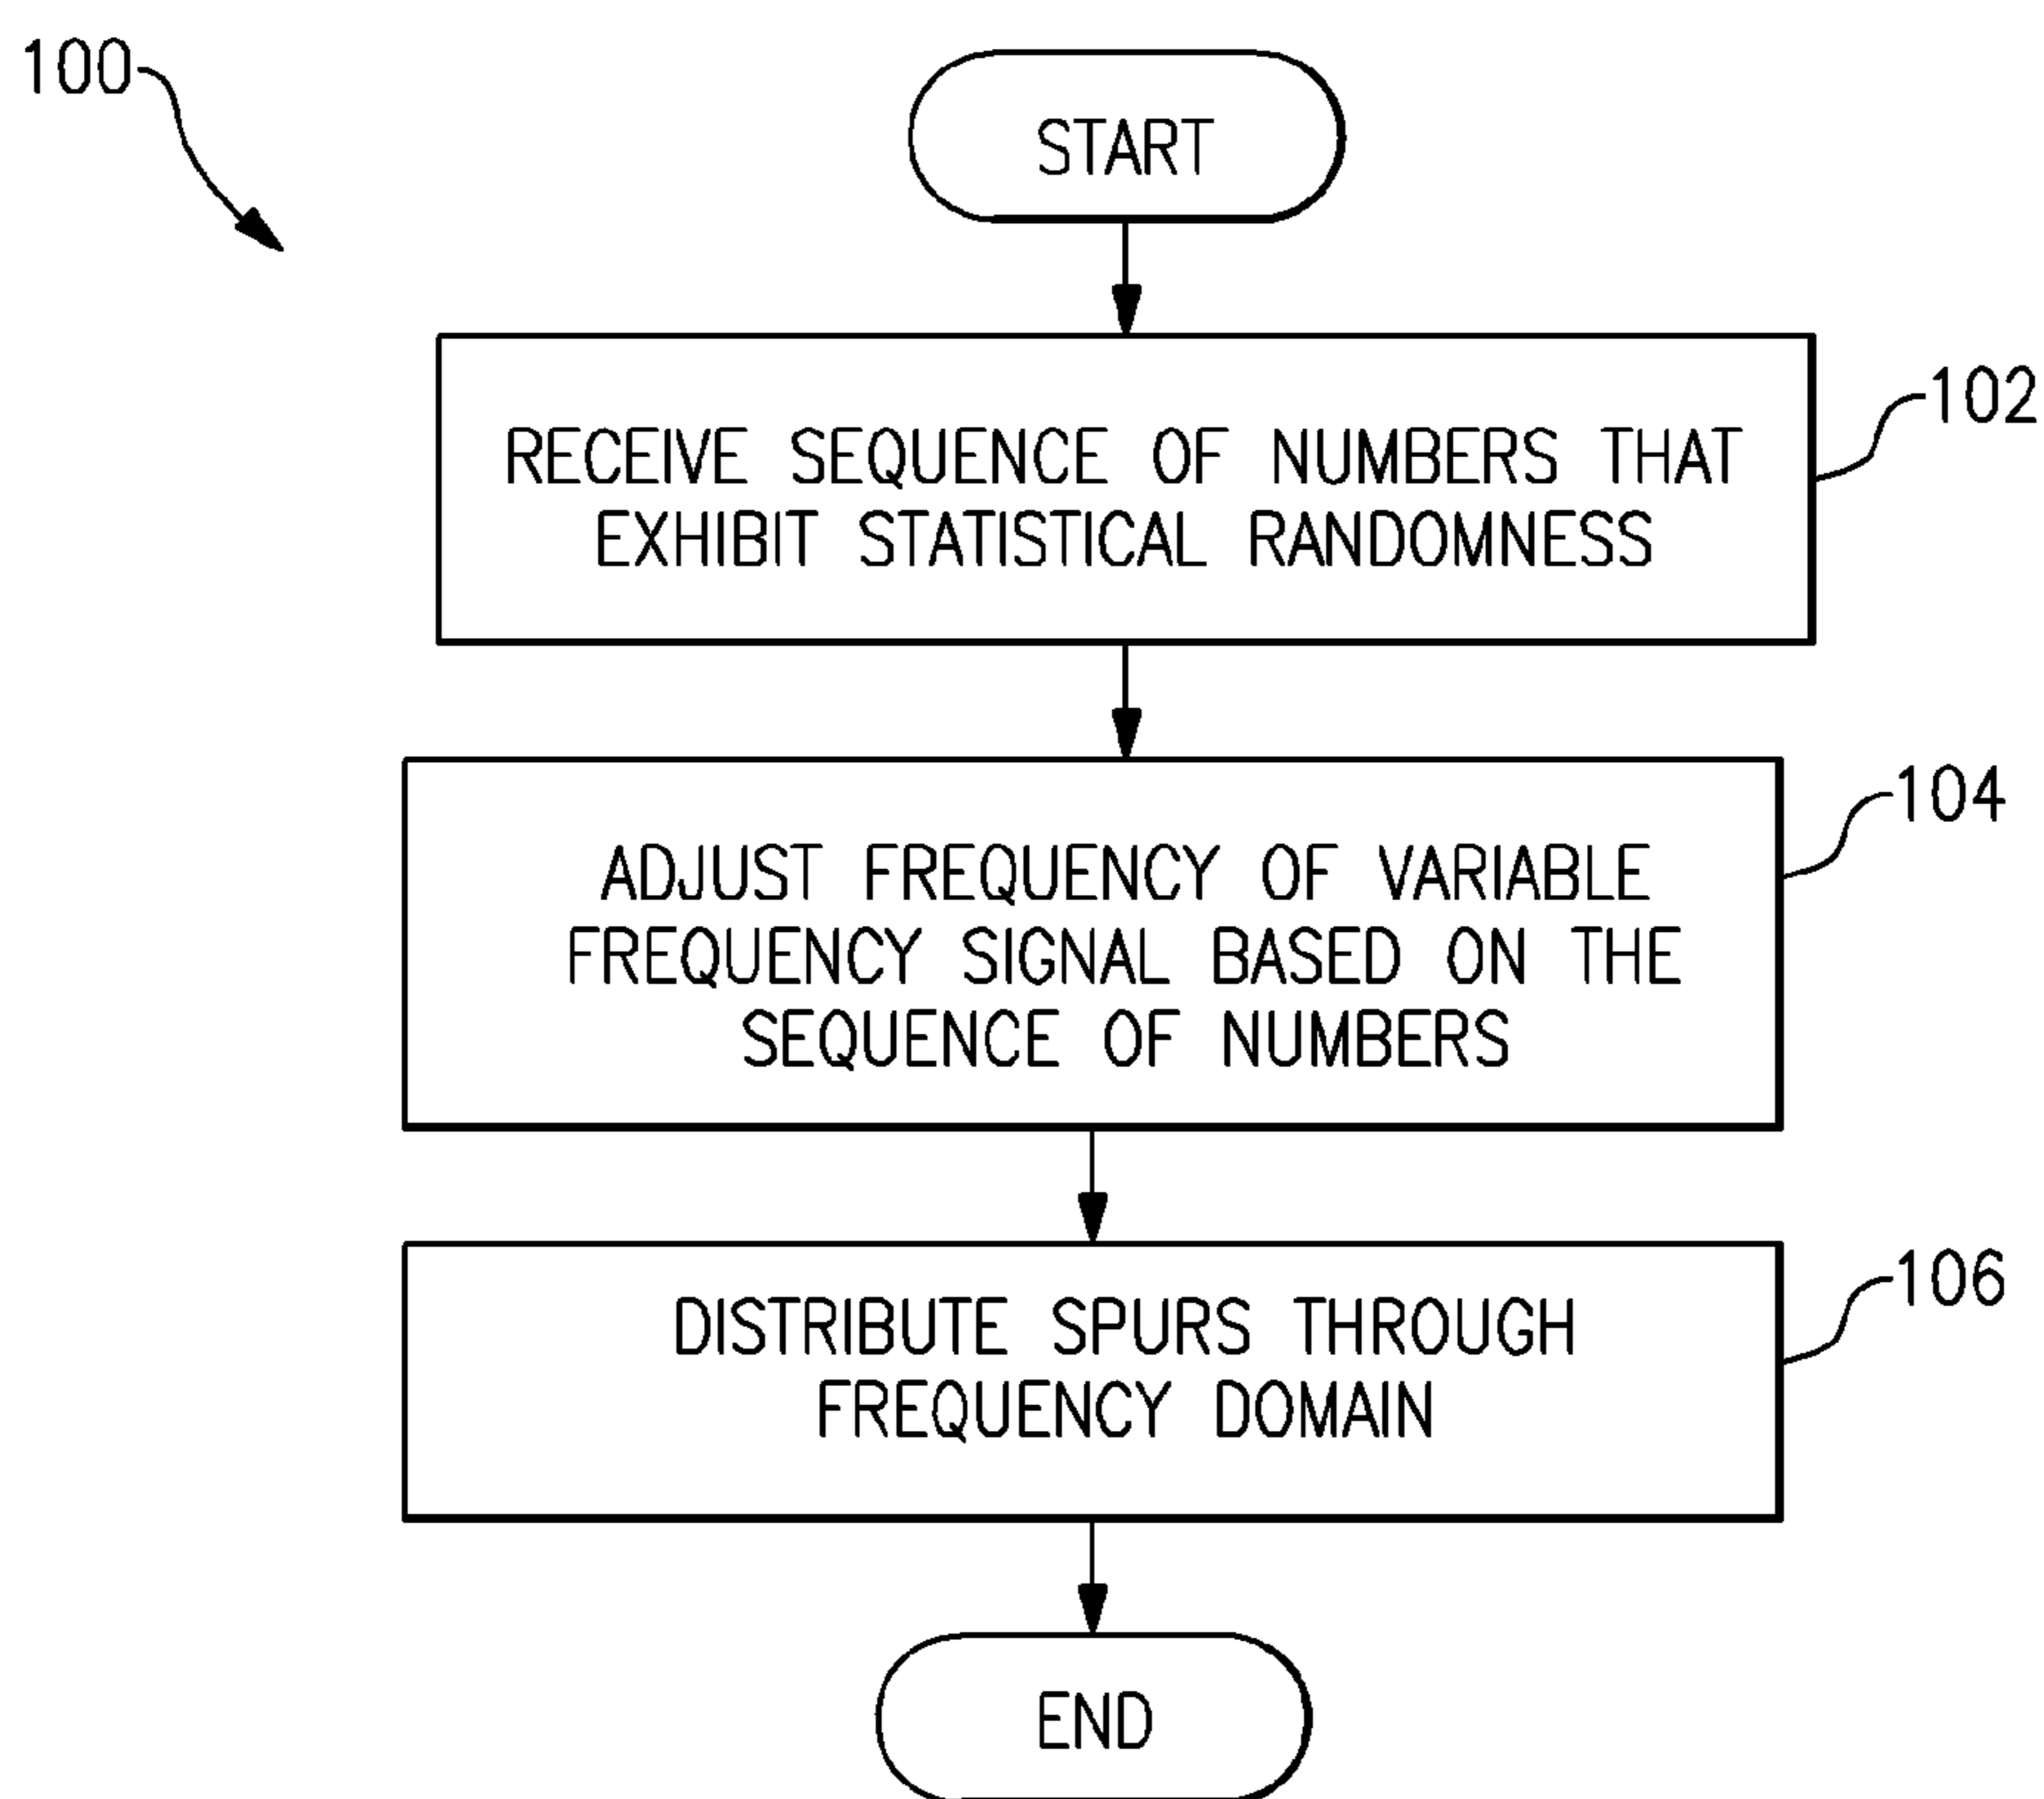 100
START
RECEIVE SEQUENCE OF NUMBERS THAT
EXHIBIT STATISTICAL RANDOMNESS
102
ADJUST FREQUENCY OF VARIABLE
FREQUENCY SIGNAL BASED ON THE
SEQUENCE OF NUMBERS
104
DISTRIBUTE SPURS THROUGH
FREQUENCY DOMAIN
106
END